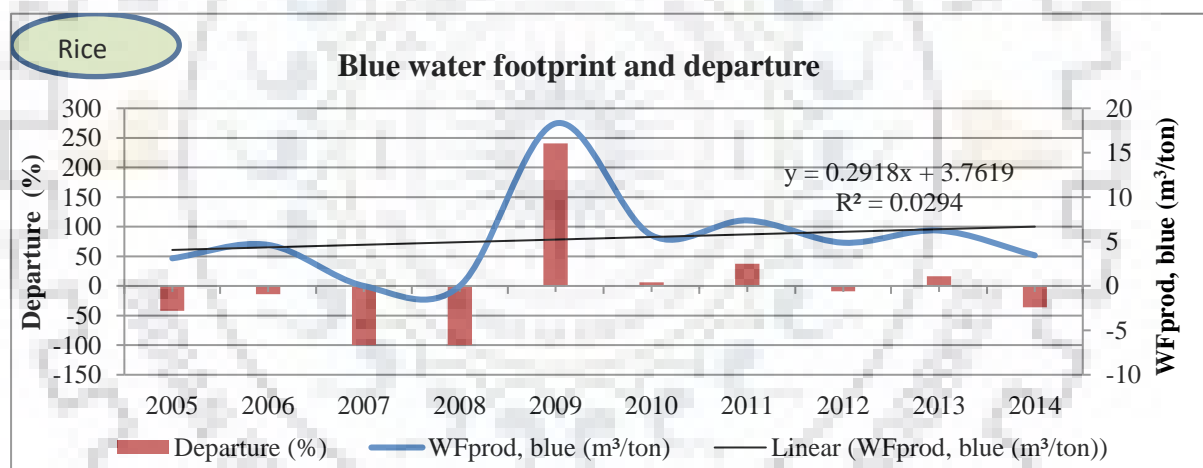 Rice
Blue water footprint and departure
300
250
200
150
100
50
0
-50
-100
-150
Departure (%)
20
15
10
5
0
-5
-10
WFprod, blue (m³/ton)
y = 0.2918x + 3.7619
R² = 0.0294
2005 2006 2007 2008 2009 2010 2011 2012 2013 2014
Departure (%) WFprod, blue (m³/ton) Linear (WFprod, blue (m³/ton))